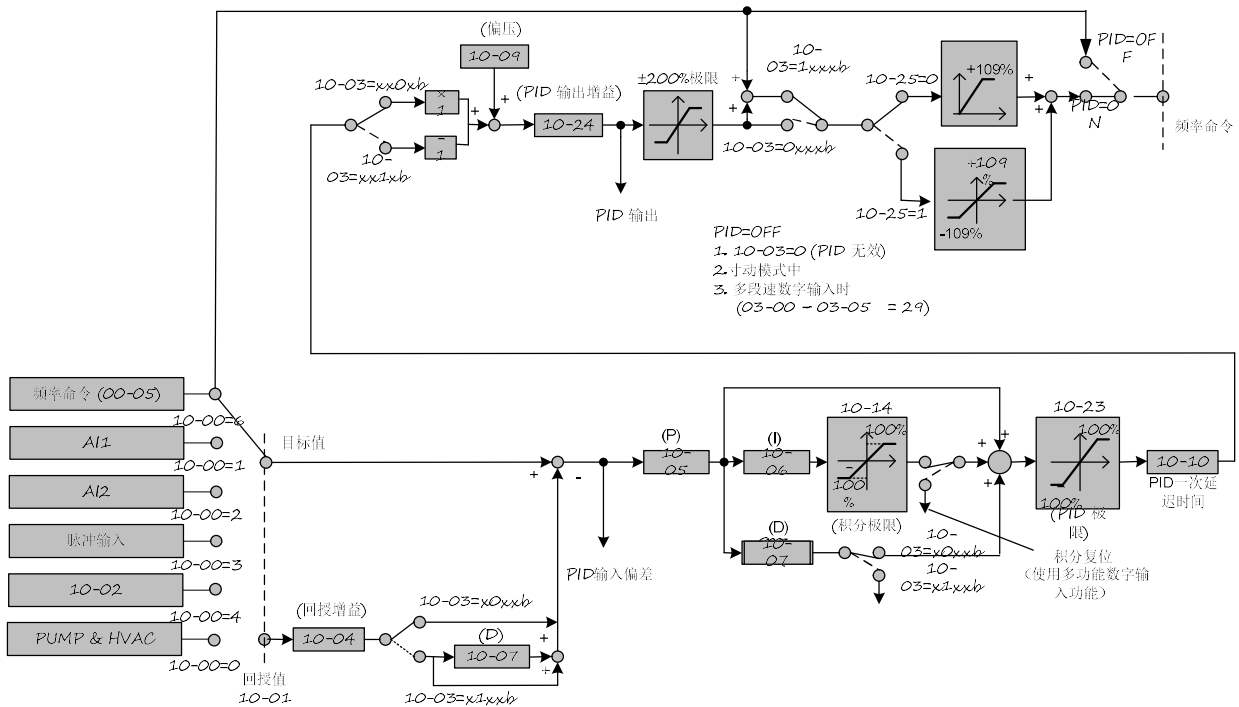 (偏压)
10-09
10-03=xx0xb
×
1
-
1
10-
03=xx1xb
(PID 输出增益)
10-24
PID 输出
±200%极限
10-
03=1xxxb
10-03=0xxxb
10-25=0
+109%
10-25=1
+109
%
-109%
PID=OF
F
PID=O
N
频率命令
PID=OFF
1. 10-03=0 (PID 无效)
2.寸动模式中
3. 多段速数字输入时
(03-00 - 03-05 = 29)
频率命令 (00-05)
10-00=6
AI1
10-00=1
AI2
10-00=2
脉冲输入
10-00=3
10-02
10-00=4
PUMP & HVAC
10-00=0
目标值
回授值
10-01
(回授增益)
10-04
10-03=x0xxb
(D)
10-07
10-03=x1xxb
PID输入偏差
(P)
10-
05
(I)
10-
06
(D)
10-
07
10-14
100%
-
100
%
(积分极限)
10-
03=x0xxb
10-
03=x1xxb
积分复位
(使用多功能数字输
入功能)
10-23
100%
-100%
(PID 极
限)
10-10
PID一次延
迟时间